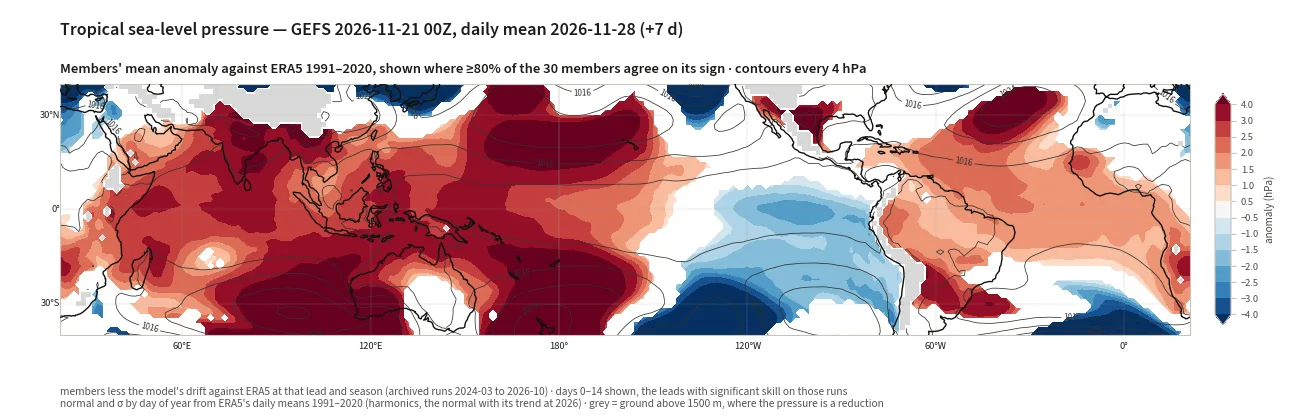 Tropical sea-level pressure — GEFS 2026-11-21 00Z, daily mean 2026-11-28 (+7 d)
Members' mean anomaly against ERA5 1991–2020, shown where ≥80% of the 30 members agree on its sign · contours every 4 hPa
30°N
0°
30°S
60°E
120°E
180°
120°W
60°W
0°
1016
1016
1016
1016
1016
1016
1016
1016
4.0
3.0
2.5
2.0
1.5
1.0
0.5
−0.5
−1.0
−1.5
−2.0
−2.5
−3.0
−4.0
anomaly (hPa)
members less the model's drift against ERA5 at that lead and season (archived runs 2024-03 to 2026-10) · days 0–14 shown, the leads with significant skill on those runs
normal and σ by day of year from ERA5's daily means 1991–2020 (harmonics, the normal with its trend at 2026) · grey = ground above 1500 m, where the pressure is a reduction